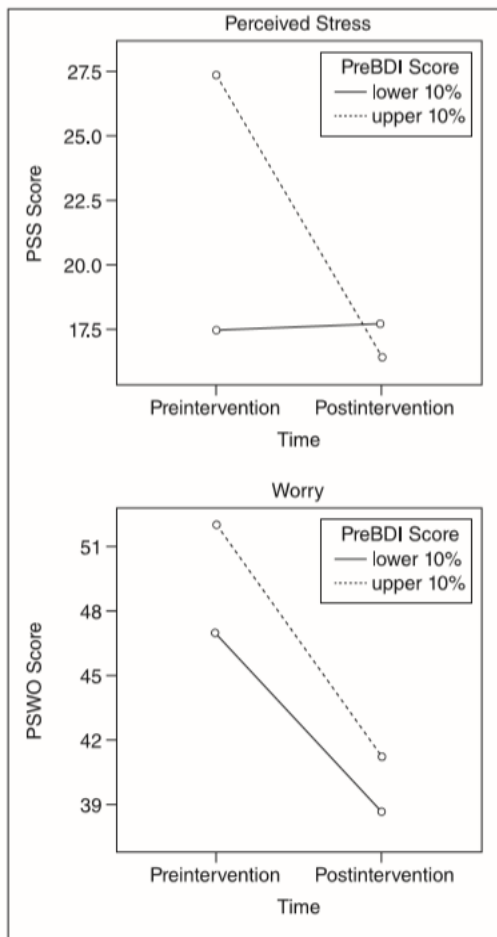 Perceived Stress
PreBDI Score
lower 10%
upper 10%
27.5
25.0
22.5
20.0
17.5
PSS Score
Preintervention Postintervention
Time
Worry
PreBDI Score
lower 10%
upper 10%
51
48
45
42
39
PSWO Score
Preintervention Postintervention
Time